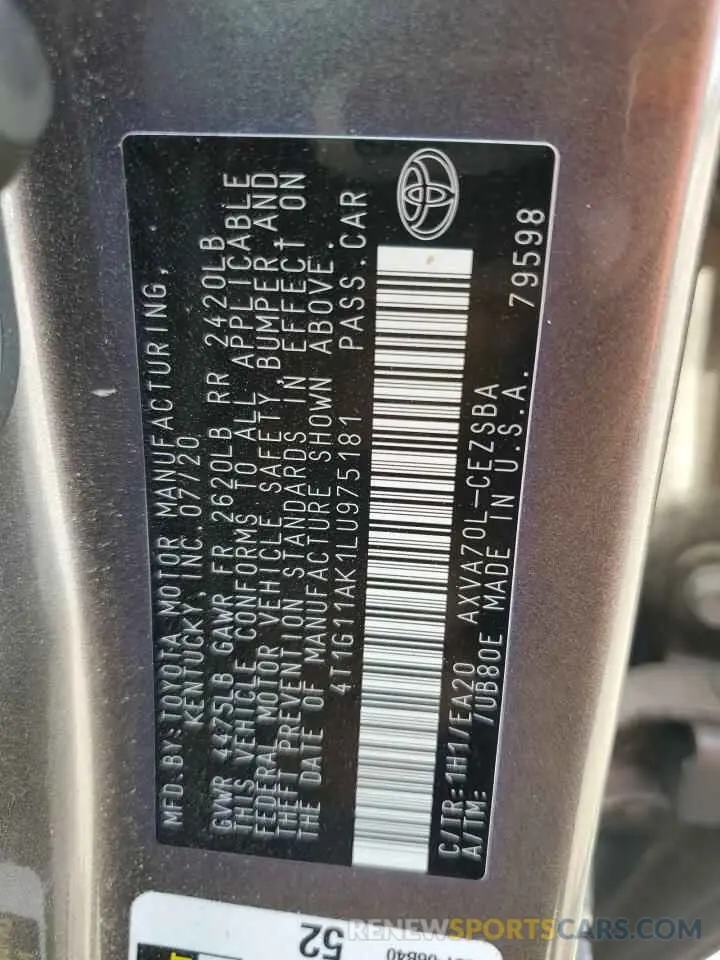 MFD.BY:TOYOTA MOTOR MANUFACTURING,
KENTUCKY, INC. 07/20
GVWR 4475LB GAWR FR 2620LB RR 2420LB
THIS VEHICLE CONFORMS TO ALL APPLICABLE
FEDERAL MOTOR VEHICLE SAFETY, BUMPER, AND
THEFT PREVENTION STANDARDS IN EFFECT ON
THE DATE OF MANUFACTURE SHOWN ABOVE.
4T1G11AK1LU975181 PASS.CAR
C/TR:1H1/EA20 AXVA70L-CEZSBA
A/TM: /UB80E MADE IN U.S.A. 79598
52
06B40
RENEWSPORTSCARS.COM